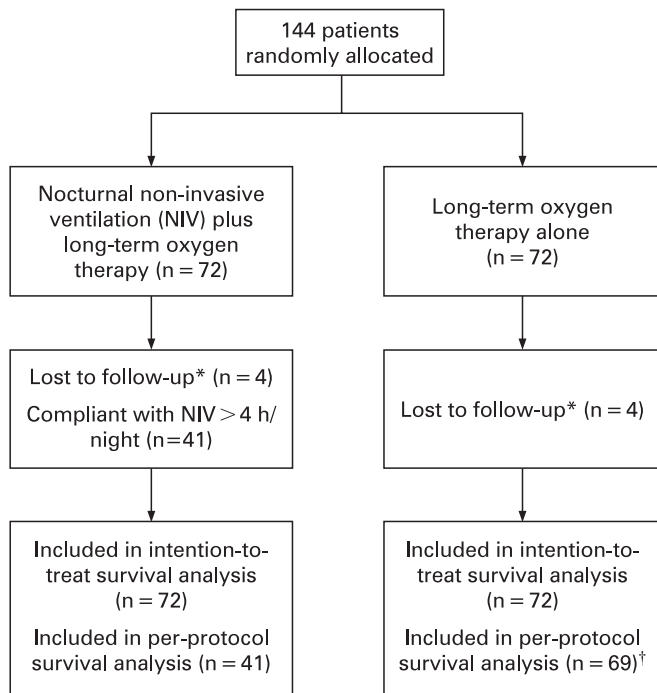 144 patients
randomly allocated
Nocturnal non-invasive
ventilation (NIV) plus
long-term oxygen
therapy (n = 72)
Long-term oxygen
therapy alone
(n = 72)
Lost to follow-up* (n = 4)
Compliant with NIV > 4 h/
night (n=41)
Lost to follow-up* (n = 4)
Included in intention-to-
treat survival analysis
(n = 72)
Included in per-protocol
survival analysis (n = 41)
Included in intention-to-
treat survival analysis
(n = 72)
Included in per-protocol
survival analysis (n = 69)†